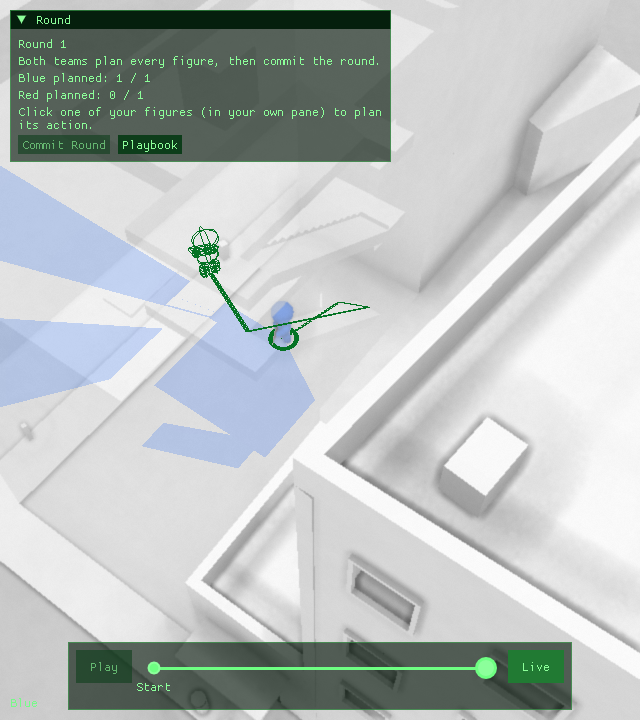 Round
Round 1
Both teams plan every figure, then commit the round.
Blue planned: 1 / 1
Red planned: 0 / 1
Click one of your figures (in your own pane) to plan
its action.
Commit Round
Playbook
Play
Live
Start